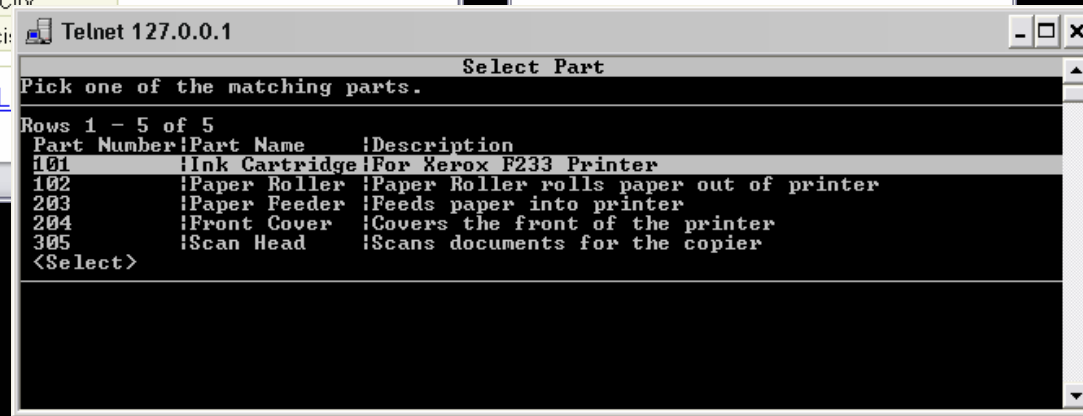 Telnet 127.0.0.1
Select Part
Pick one of the matching parts.
Rows 1 - 5 of 5
Part Number|Part Name |Description
101 |Ink Cartridge|For Xerox F233 Printer
102 |Paper Roller |Paper Roller rolls paper out of printer
203 |Paper Feeder |Feeds paper into printer
204 |Front Cover |Covers the front of the printer
305 |Scan Head |Scans documents for the copier
<Select>